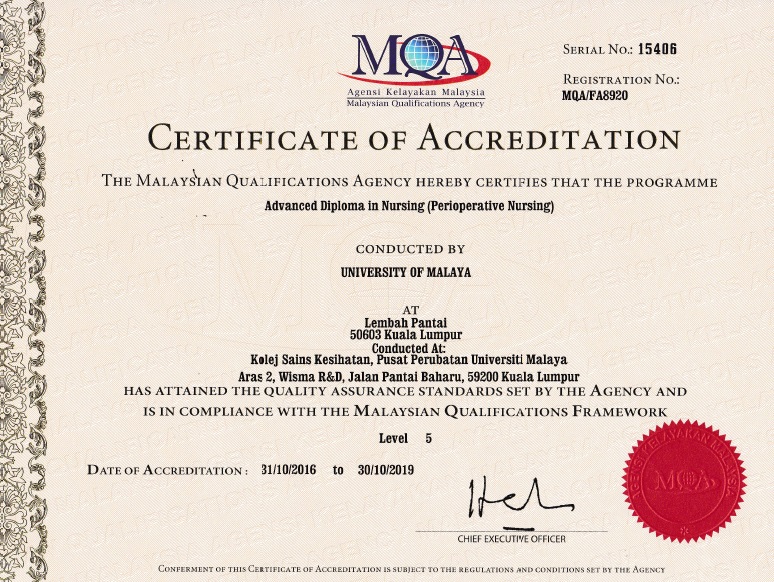 MQA
Agensi Kelayakan Malaysia
Malaysian Qualifications Agency
SERIAL NO.: 15406
REGISTRATION NO.:
MQA/FA8920
CERTIFICATE OF ACCREDITATION
THE MALAYSIAN QUALIFICATIONS AGENCY HEREBY CERTIFIES THAT THE PROGRAMME
Advanced Diploma in Nursing (Perioperative Nursing)
CONDUCTED BY
UNIVERSITY OF MALAYA
AT
Lembah Pantai
50603 Kuala Lumpur
Conducted At:
Kolej Sains Kesihatan, Pusat Perubatan Universiti Malaya
Aras 2, Wisma R&D, Jalan Pantai Baharu, 59200 Kuala Lumpur
HAS ATTAINED THE QUALITY ASSURANCE STANDARDS SET BY THE AGENCY AND
IS IN COMPLIANCE WITH THE MALAYSIAN QUALIFICATIONS FRAMEWORK
Level 5
DATE OF ACCREDITATION : 31/10/2016 to 30/10/2019
CHIEF EXECUTIVE OFFICER
MQA
CONFERMENT OF THIS CERTIFICATE OF ACCREDITATION IS SUBJECT TO THE REGULATIONS AND CONDITIONS SET BY THE AGENCY